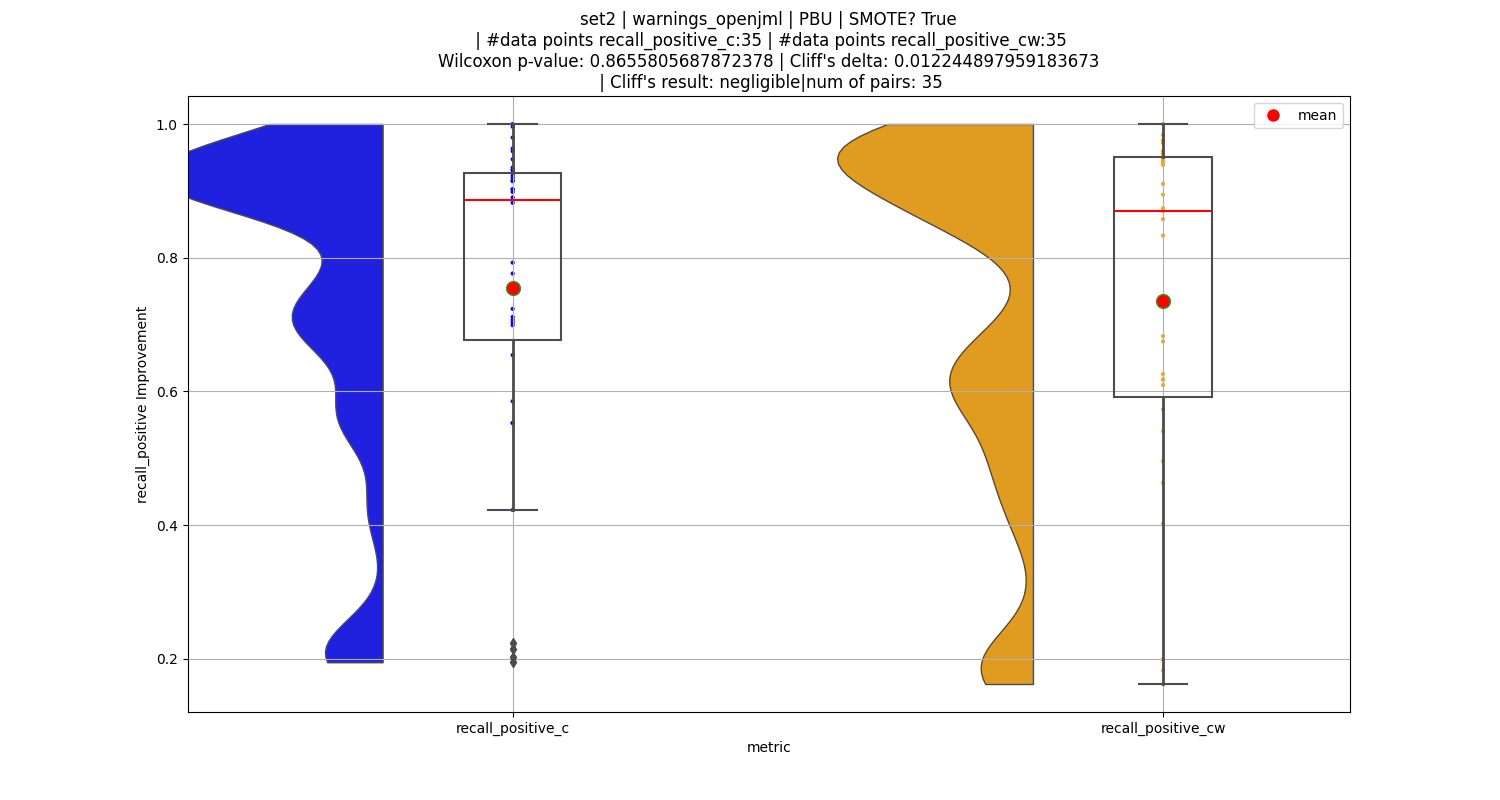 set2 | warnings_openjml | PBU | SMOTE? True
| #data points recall_positive_c:35 | #data points recall_positive_cw:35
Wilcoxon p-value: 0.8655805687872378 | Cliff's delta: 0.012244897959183673
| Cliff's result: negligible|num of pairs: 35
mean
1.0
0.8
0.6
0.4
0.2
recall_positive Improvement
recall_positive_c
recall_positive_cw
metric